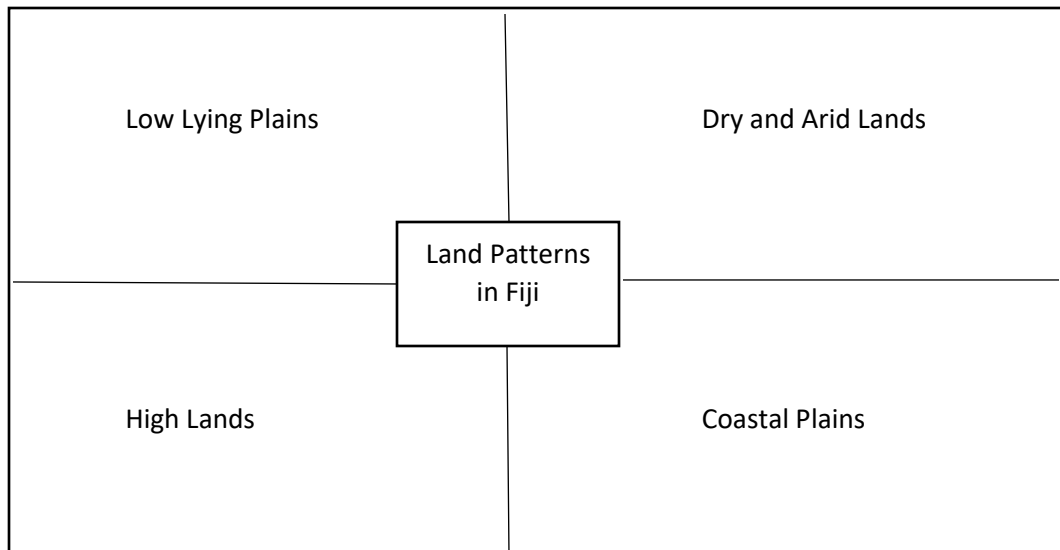 Low Lying Plains
Dry and Arid Lands
Land Patterns
in Fiji
High Lands
Coastal Plains